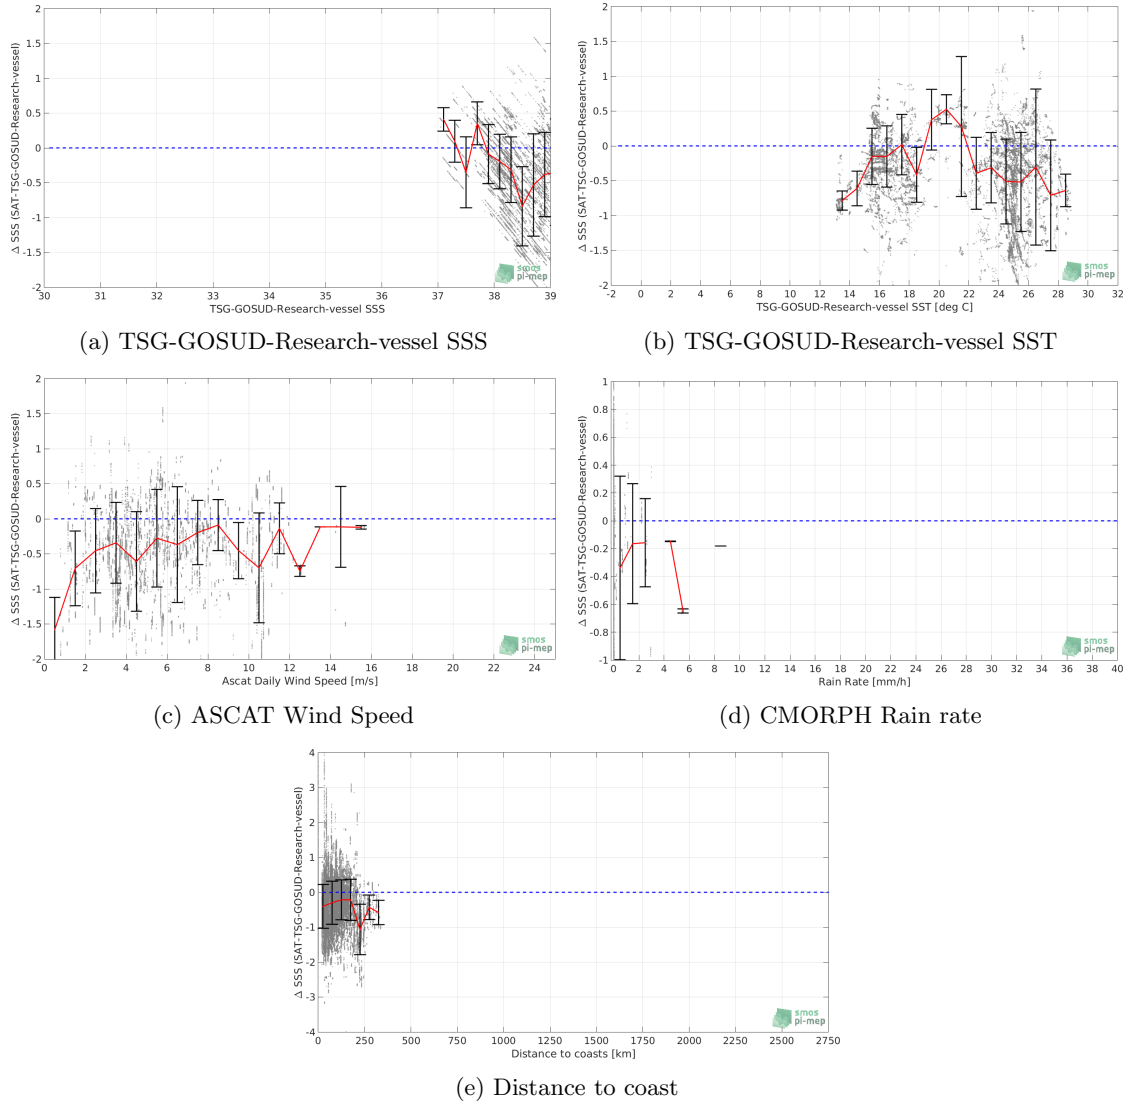 Δ SSS (SAT-TSG-GOSUD-Research-vessel)
2
1.5
1
0.5
0
-0.5
-1
-1.5
-2
30 31 32 33 34 35 36 37 38 39
TSG-GOSUD-Research-vessel SSS
smos
pi-mep
(a) TSG-GOSUD-Research-vessel SSS
Δ SSS (SAT-TSG-GOSUD-Research-vessel)
2
1.5
1
0.5
0
-0.5
-1
-1.5
-2
-2 0 2 4 6 8 10 12 14 16 18 20 22 24 26 28 30 32
TSG-GOSUD-Research-vessel SST [deg C]
smos
pi-mep
(b) TSG-GOSUD-Research-vessel SST
Δ SSS (SAT-TSG-GOSUD-Research-vessel)
2
1.5
1
0.5
0
-0.5
-1
-1.5
-2
0 2 4 6 8 10 12 14 16 18 20 22 24
Ascat Daily Wind Speed [m/s]
smos
pi-mep
(c) ASCAT Wind Speed
Δ SSS (SAT-TSG-GOSUD-Research-vessel)
1
0.8
0.6
0.4
0.2
0
-0.2
-0.4
-0.6
-0.8
-1
0 2 4 6 8 10 12 14 16 18 20 22 24 26 28 30 32 34 36 38 40
Rain Rate [mm/h]
smos
pi-mep
(d) CMORPH Rain rate
Δ SSS (SAT-TSG-GOSUD-Research-vessel)
4
3
2
1
0
-1
-2
-3
-4
0 250 500 750 1000 1250 1500 1750 2000 2250 2500 2750
Distance to coasts [km]
smos
pi-mep
(e) Distance to coast